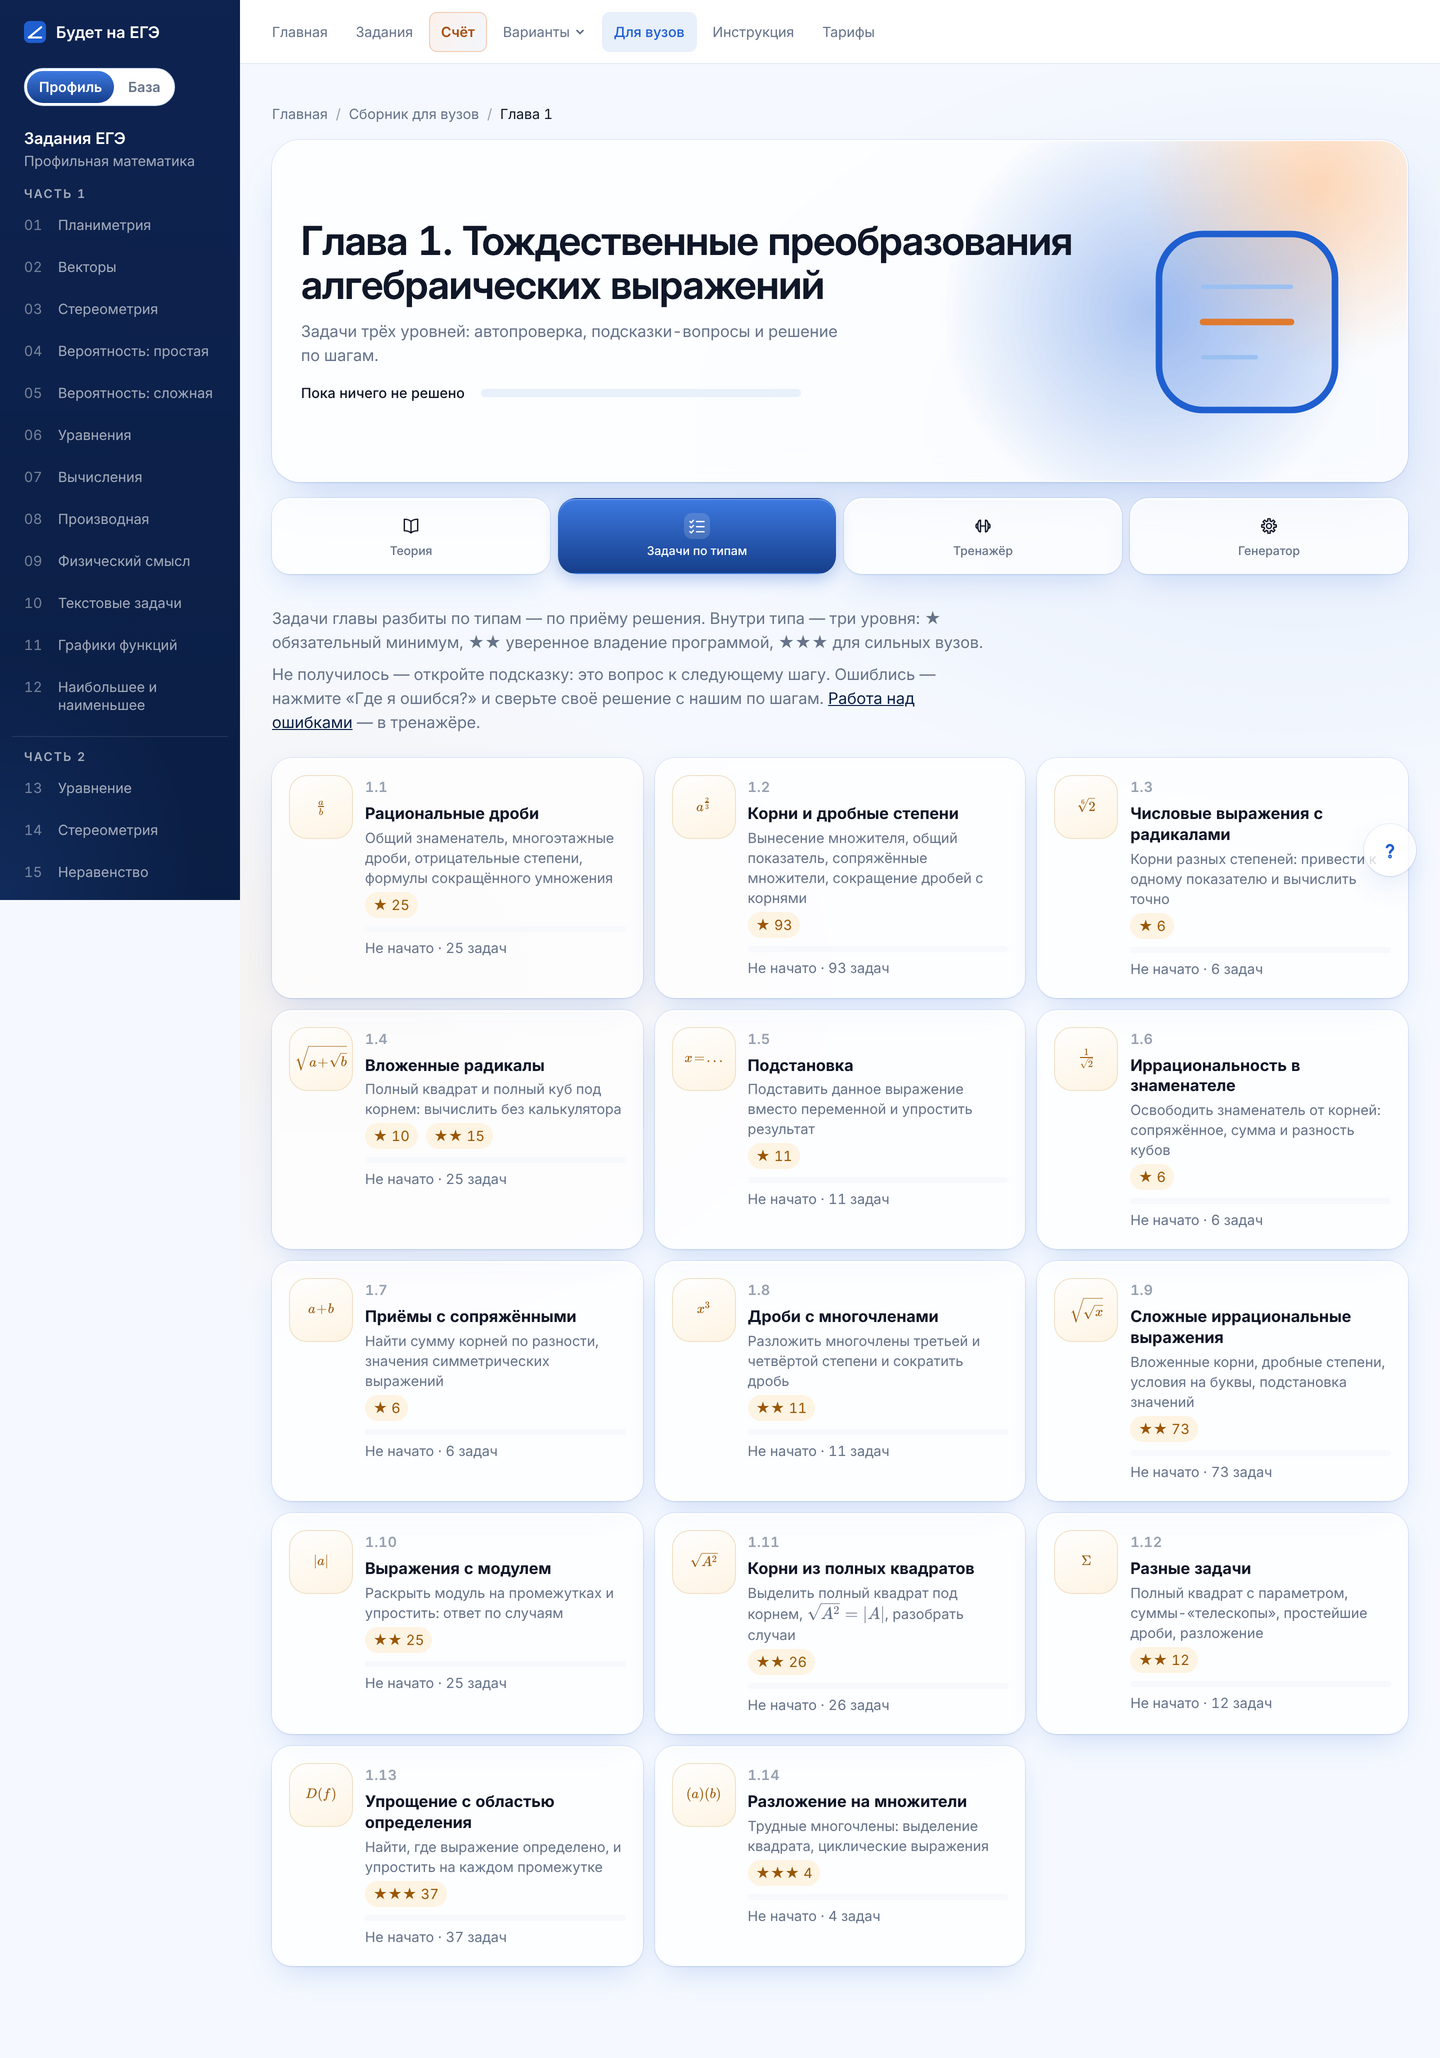 Будет на ЕГЭ
Профиль База
Задания ЕГЭ
Профильная математика
ЧАСТЬ 1
01 Планиметрия
02 Векторы
03 Стереометрия
04 Вероятность: простая
05 Вероятность: сложная
06 Уравнения
07 Вычисления
08 Производная
09 Физический смысл
10 Текстовые задачи
11 Графики функций
12 Наибольшее и
наименьшее
ЧАСТЬ 2
13 Уравнение
14 Стереометрия
15 Неравенство
Главная Задания Счёт Варианты Для вузов Инструкция Тарифы
Главная / Сборник для вузов / Глава 1
Глава 1. Тождественные преобразования
алгебраических выражений
Задачи трёх уровней: автопроверка, подсказки-вопросы и решение
по шагам.
Пока ничего не решено
Теория
Задачи по типам
Тренажёр
Генератор
Задачи главы разбиты по типам — по приёму решения. Внутри типа — три уровня: ★
обязательный минимум, ★★ уверенное владение программой, ★★★ для сильных вузов.
Не получилось — откройте подсказку: это вопрос к следующему шагу. Ошиблись —
нажмите «Где я ошибся?» и сверьте своё решение с нашим по шагам. Работа над
ошибками — в тренажёре.
a/b
1.1
Рациональные дроби
Общий знаменатель, многоэтажные
дроби, отрицательные степени,
формулы сокращённого умножения
★ 25
Не начато · 25 задач
a^(2/3)
1.2
Корни и дробные степени
Вынесение множителя, общий
показатель, сопряжённые
множители, сокращение дробей с
корнями
★ 93
Не начато · 93 задач
⁶√2
1.3
Числовые выражения с
радикалами
Корни разных степеней: привести к
одному показателю и вычислить
точно
★ 6
Не начато · 6 задач
?
√(a+√b)
1.4
Вложенные радикалы
Полный квадрат и полный куб под
корнем: вычислить без калькулятора
★ 10 ★★ 15
Не начато · 25 задач
x=...
1.5
Подстановка
Подставить данное выражение
вместо переменной и упростить
результат
★ 11
Не начато · 11 задач
1/√2
1.6
Иррациональность в
знаменателе
Освободить знаменатель от корней:
сопряжённое, сумма и разность
кубов
★ 6
Не начато · 6 задач
a+b
1.7
Приёмы с сопряжёнными
Найти сумму корней по разности,
значения симметрических
выражений
★ 6
Не начато · 6 задач
x³
1.8
Дроби с многочленами
Разложить многочлены третьей и
четвёртой степени и сократить
дробь
★★ 11
Не начато · 11 задач
√√x
1.9
Сложные иррациональные
выражения
Вложенные корни, дробные степени,
условия на буквы, подстановка
значений
★★ 73
Не начато · 73 задач
|a|
1.10
Выражения с модулем
Раскрыть модуль на промежутках и
упростить: ответ по случаям
★★ 25
Не начато · 25 задач
√A²
1.11
Корни из полных квадратов
Выделить полный квадрат под
корнем, √A² = |A|, разобрать
случаи
★★ 26
Не начато · 26 задач
Σ
1.12
Разные задачи
Полный квадрат с параметром,
суммы-«телескопы», простейшие
дроби, разложение
★★ 12
Не начато · 12 задач
D(f)
1.13
Упрощение с областью
определения
Найти, где выражение определено, и
упростить на каждом промежутке
★★★ 37
Не начато · 37 задач
(a)(b)
1.14
Разложение на множители
Трудные многочлены: выделение
квадрата, циклические выражения
★★★ 4
Не начато · 4 задач